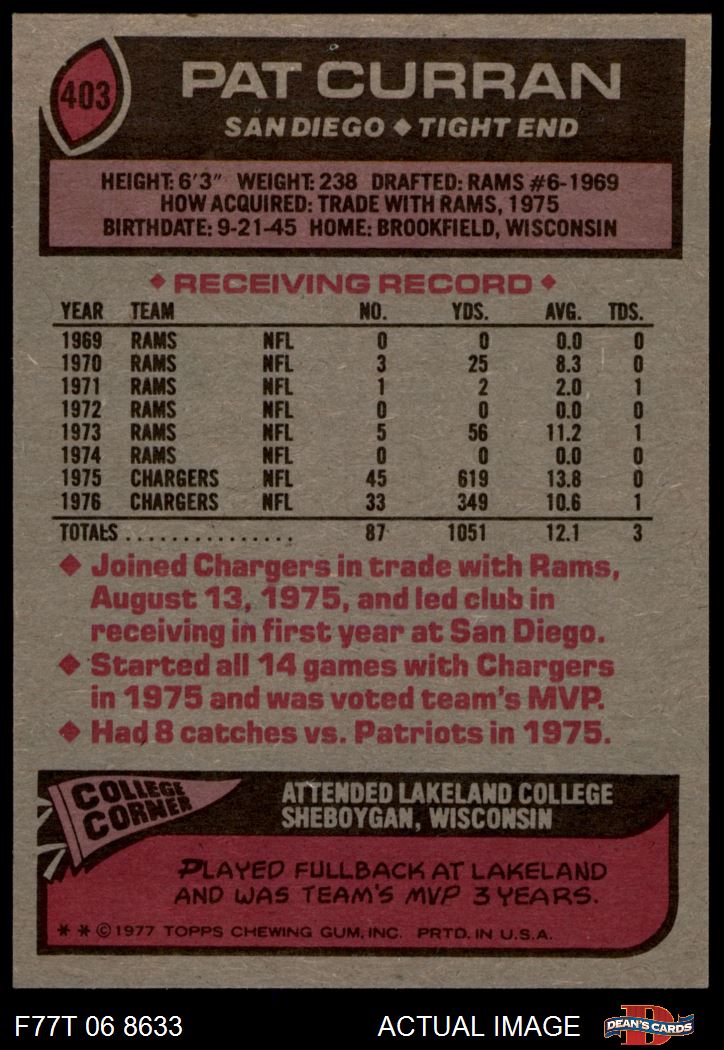 403
PAT CURRAN
SAN DIEGO ◆ TIGHT END
HEIGHT: 6'3" WEIGHT: 238 DRAFTED: RAMS #6-1969
HOW ACQUIRED: TRADE WITH RAMS, 1975
BIRTHDATE: 9-21-45 HOME: BROOKFIELD, WISCONSIN
◆ RECEIVING RECORD ◆
YEAR TEAM NO. YDS. AVG. TDS.
1969 RAMS NFL 0 0 0.0 0
1970 RAMS NFL 3 25 8.3 0
1971 RAMS NFL 1 2 2.0 1
1972 RAMS NFL 0 0 0.0 0
1973 RAMS NFL 5 56 11.2 1
1974 RAMS NFL 0 0 0.0 0
1975 CHARGERS NFL 45 619 13.8 0
1976 CHARGERS NFL 33 349 10.6 1
TOTALS ............... 87 1051 12.1 3
◆ Joined Chargers in trade with Rams,
August 13, 1975, and led club in
receiving in first year at San Diego.
◆ Started all 14 games with Chargers
in 1975 and was voted team's MVP.
◆ Had 8 catches vs. Patriots in 1975.
COLLEGE
CORNER
ATTENDED LAKELAND COLLEGE
SHEBOYGAN, WISCONSIN
PLAYED FULLBACK AT LAKELAND
AND WAS TEAM'S MVP 3 YEARS.
* * ©1977 TOPPS CHEWING GUM, INC. PRTD. IN U.S.A.
F77T 06 8633 ACTUAL IMAGE
D
DEAN'S CARDS